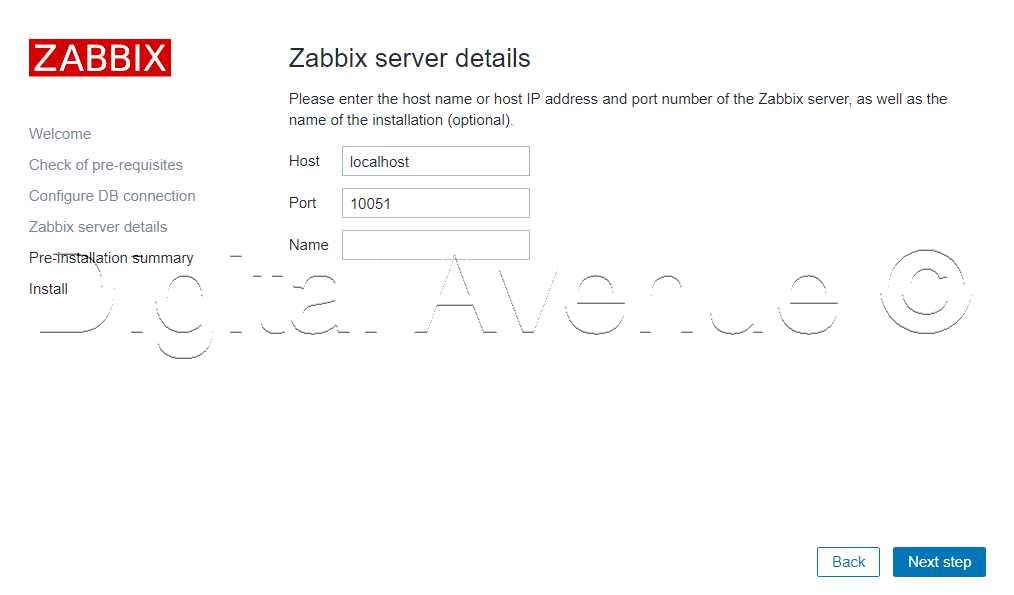 ZABBIX
Zabbix server details
Please enter the host name or host IP address and port number of the Zabbix server, as well as the
name of the installation (optional).
Welcome
Check of pre-requisites
Configure DB connection
Zabbix server details
Pre-installation summary
Install
Host localhost
Port 10051
Name
Digital Avenue ©
Back Next step